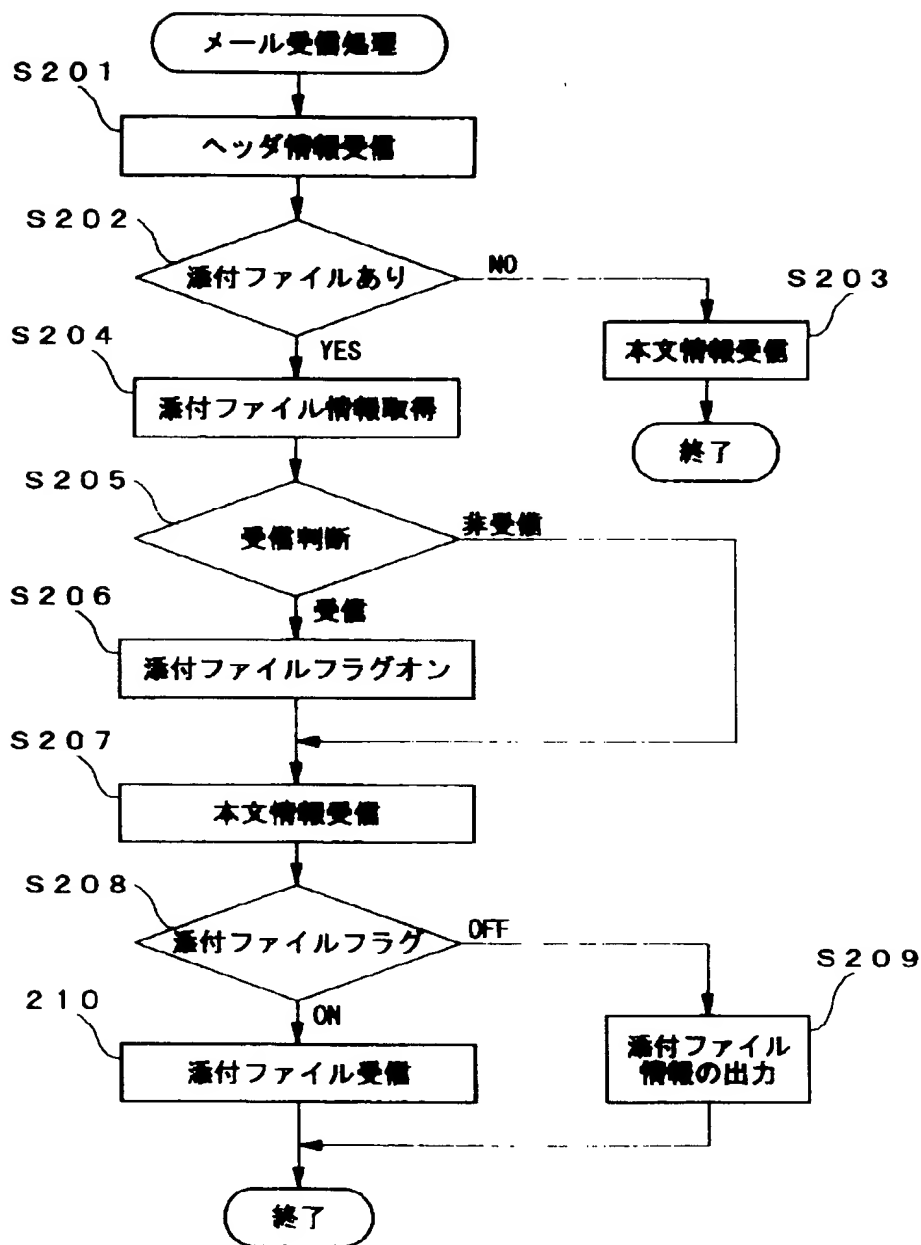 メール受信処理
S201
ヘッダ情報受信
S202
添付ファイルあり
NO
S203
本文情報受信
終了
YES
S204
添付ファイル情報取得
S205
受信判断
非受信
受信
S206
添付ファイルフラグオン
S207
本文情報受信
S208
添付ファイルフラグ
OFF
S209
添付ファイル
情報の出力
ON
210
添付ファイル受信
終了